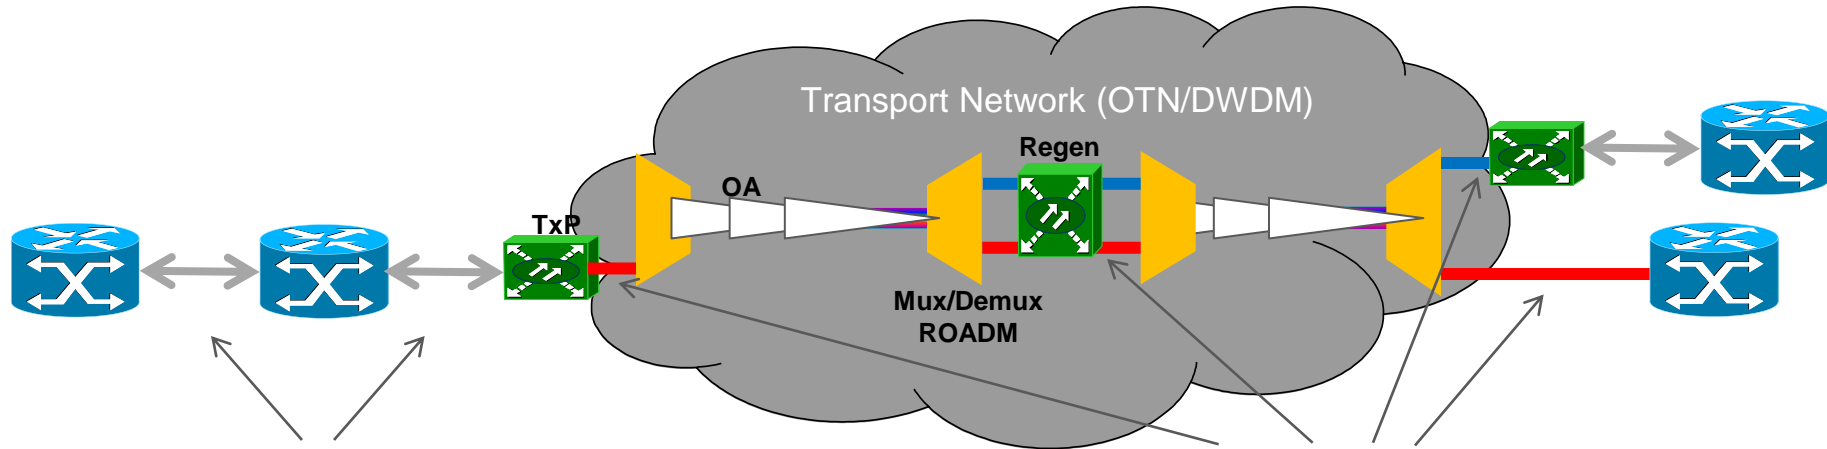 Transport Network (OTN/DWDM)
Regen
OA
TxP
Mux/Demux
ROADM